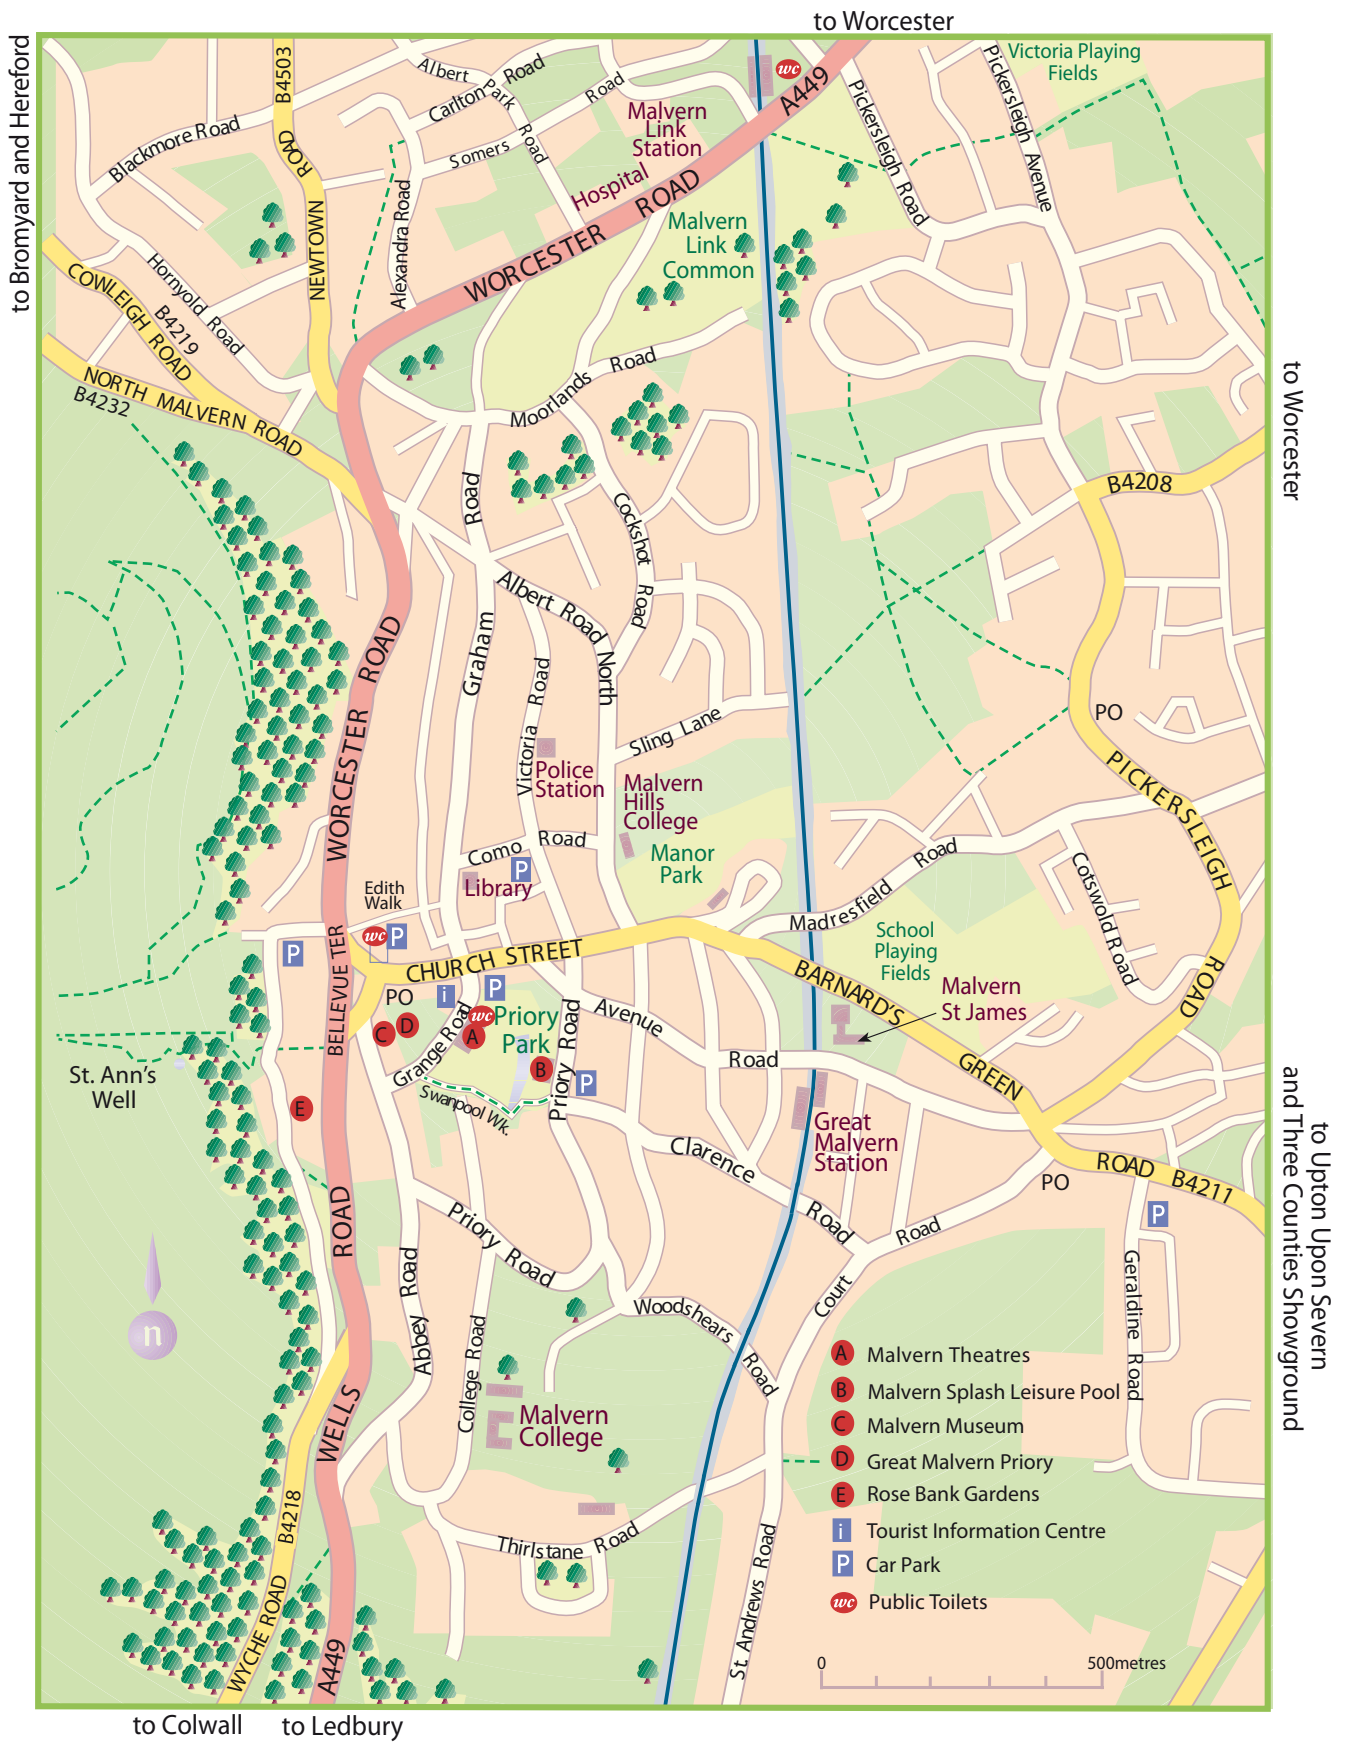 to Worcester
to Bromyard and Hereford
B4503
Albert
Road
Carlton
Park
Road
Road
Somers
Malvern
Link
Station
Hospital
wc
A449
Pickersleigh Road
Pickersleigh Avenue
Victoria Playing
Fields
Blackmore Road
ROAD
NEWTOWN
Alexandra Road
WORCESTER ROAD
Malvern
Link
Common
Hornyold Road
COWLEIGH ROAD
B4219
NORTH MALVERN ROAD
B4232
Moorlands Road
to Worcester
B4208
Road
Graham
Cockshot
Road
Albert Road North
Victoria Road
WORCESTER ROAD
Sling Lane
Police
Station
Malvern
Hills
College
Manor
Park
PO
PICKERSLEIGH
ROAD
Como Road
P
Library
Edith
Walk
wc
P
P
Madresfield Road
Cotswold Road
School
Playing
Fields
Malvern
St James
BELLEVUE TER
CHURCH STREET
BARNARD'S
GREEN
PO
i
P
wc
C
D
A
B
Priory
Park
Grange Road
Swanpool Wk.
Priory Road
P
Avenue
Road
St. Ann's
Well
E
Great
Malvern
Station
Clarence
Road
ROAD B4211
PO
P
to Upton Upon Severn
and Three Counties Showground
ROAD
Priory Road
Abbey Road
College Road
Woodshears
Road
Court
Road
Geraldine Road
n
WELLS
Malvern
College
A Malvern Theatres
B Malvern Splash Leisure Pool
C Malvern Museum
D Great Malvern Priory
E Rose Bank Gardens
i Tourist Information Centre
P Car Park
wc Public Toilets
B4218
WYCHE ROAD
A449
Thirlstane Road
St. Andrews Road
0
500metres
to Colwall
to Ledbury